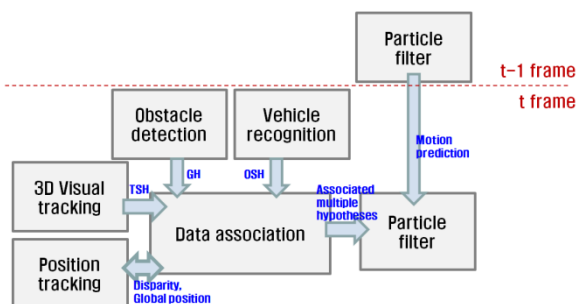 Particle
filter
t-1 frame
t frame
Obstacle
detection
Vehicle
recognition
Motion
prediction
GH
OSH
3D Visual
tracking
TSH
Data association
Associated
multiple
hypotheses
Particle
filter
Position
tracking
Disparity,
Global position